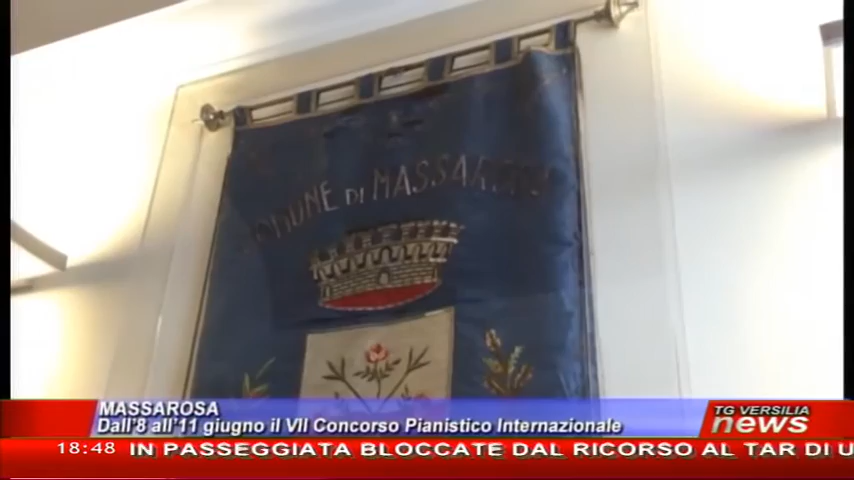 COMUNE DI MASSAROSA
MASSAROSA
Dall'8 all'11 giugno il VII Concorso Pianistico Internazionale
TG VERSILIA
news
18:48 IN PASSEGGIATA BLOCCATE DAL RICORSO AL TAR DI U